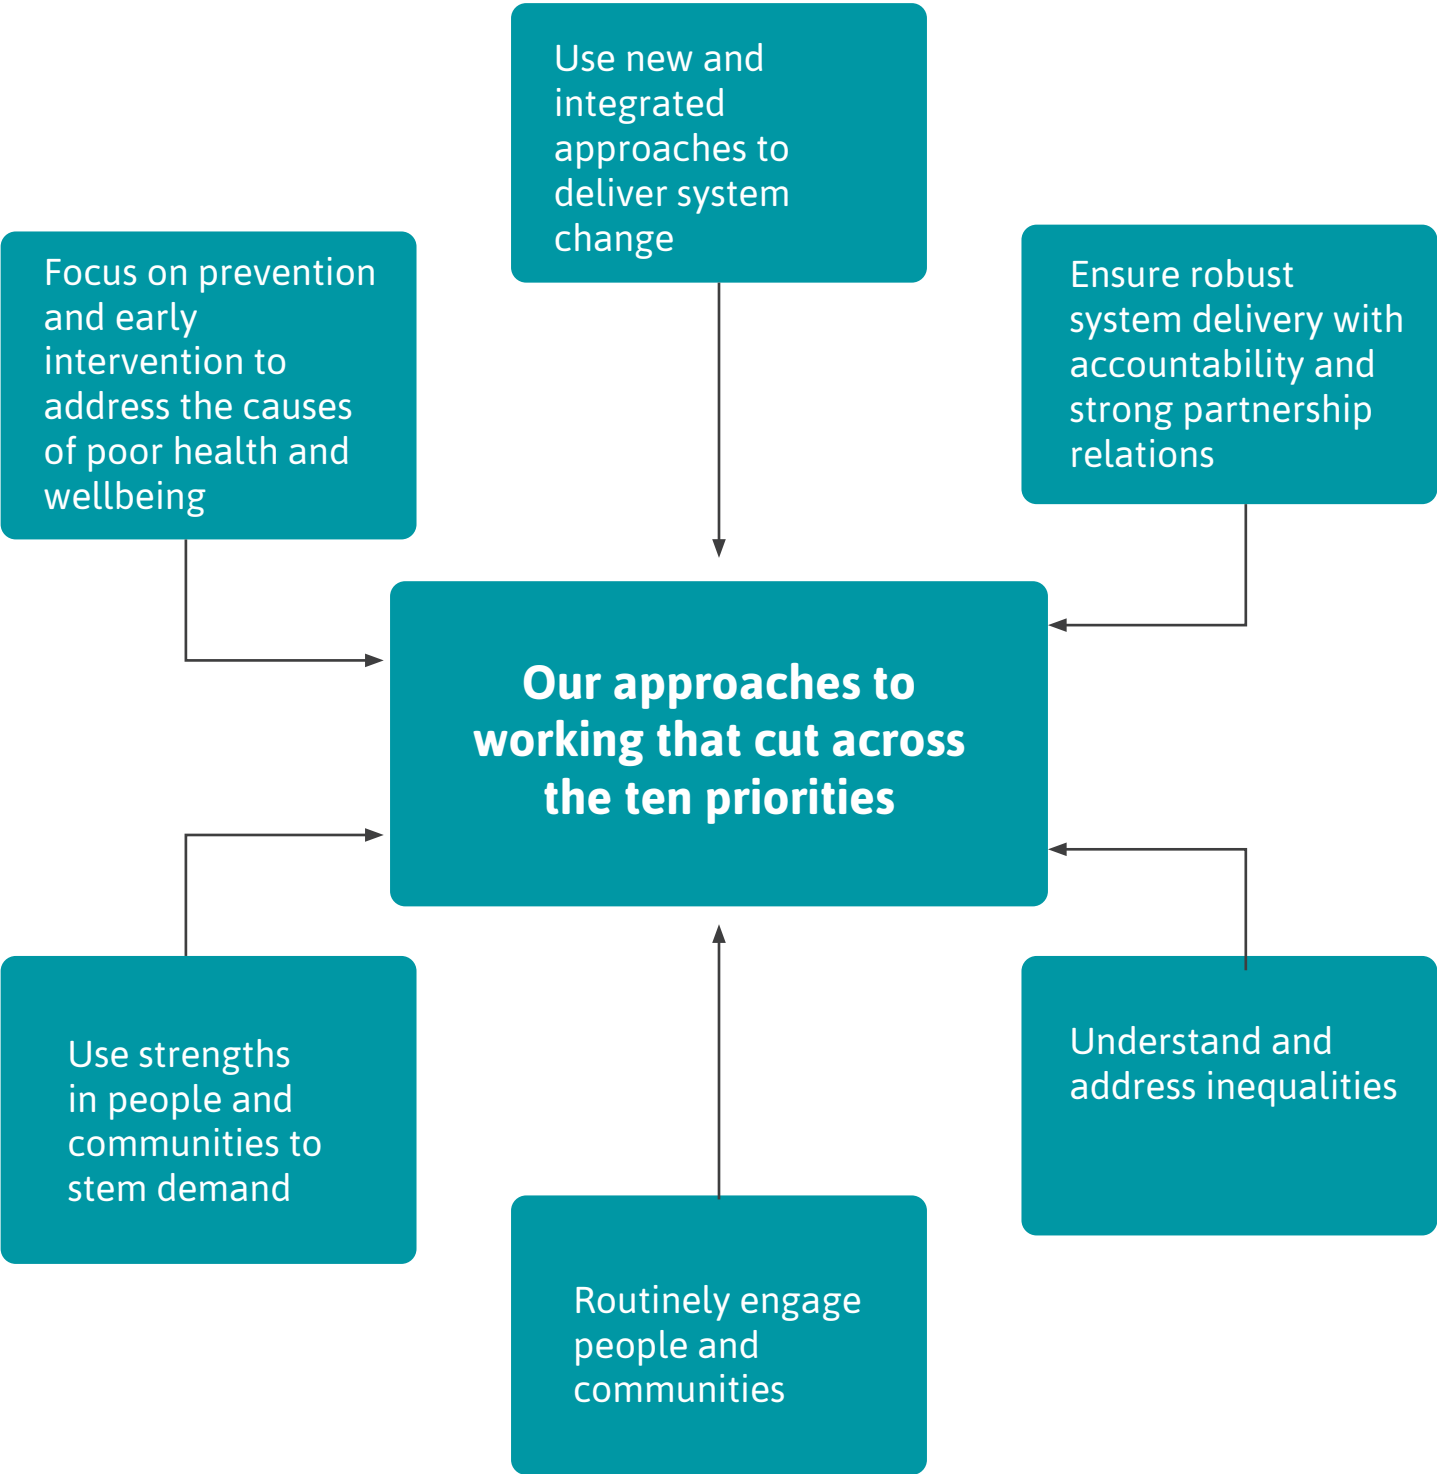 Use new and
integrated
approaches to
deliver system
change
Focus on prevention
and early
intervention to
address the causes
of poor health and
wellbeing
Ensure robust
system delivery with
accountability and
strong partnership
relations
Our approaches to
working that cut across
the ten priorities
Use strengths
in people and
communities to
stem demand
Understand and
address inequalities
Routinely engage
people and
communities